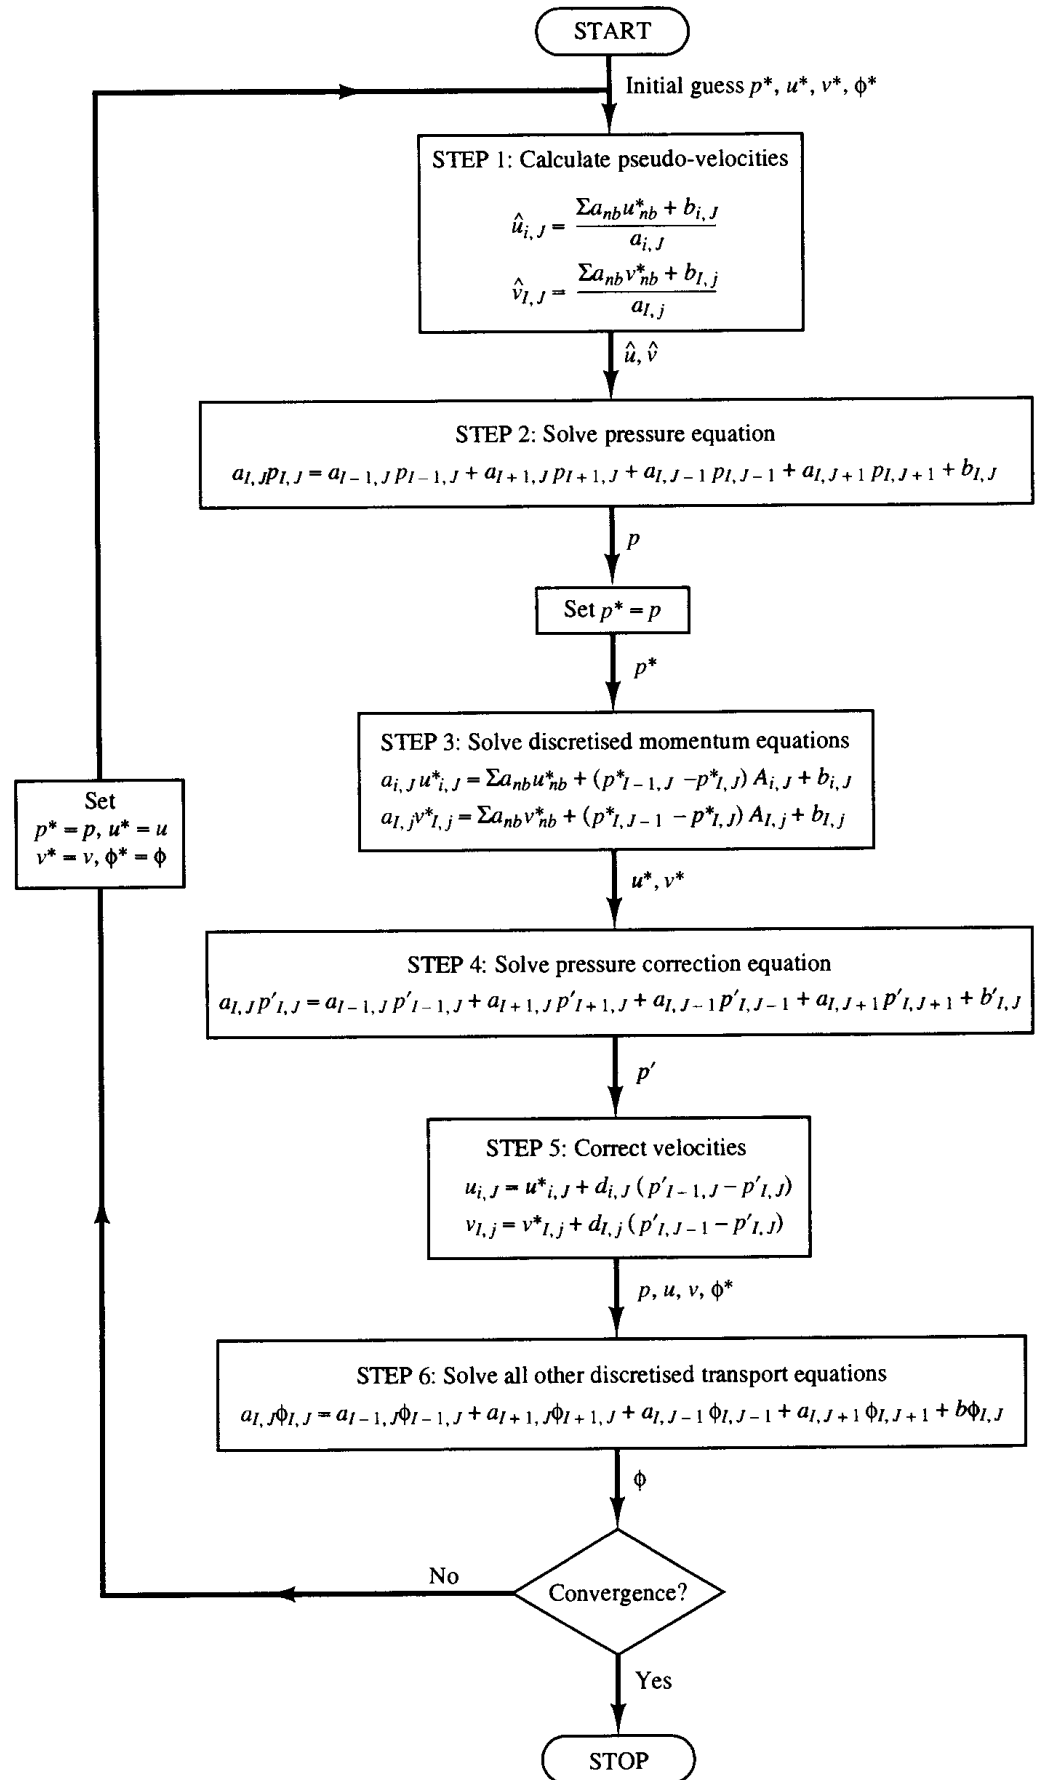 START
Initial guess p*, u*, v*, ϕ*
STEP 1: Calculate pseudo-velocities
û_{i, J} = \frac{Σa_{nb}u*_{nb} + b_{i, J}}{a_{i, J}}
v̂_{I, J} = \frac{Σa_{nb}v*_{nb} + b_{I, j}}{a_{I, j}}
û, v̂
STEP 2: Solve pressure equation
a_{I, J}p_{I, J} = a_{I-1, J} p_{I-1, J} + a_{I+1, J} p_{I+1, J} + a_{I, J-1} p_{I, J-1} + a_{I, J+1} p_{I, J+1} + b_{I, J}
p
Set p* = p
p*
STEP 3: Solve discretised momentum equations
a_{i, J} u*_{i, J} = Σa_{nb}u*_{nb} + (p*_{I-1, J} - p*_{I, J}) A_{i, J} + b_{i, J}
a_{I, j}v*_{I, j} = Σa_{nb}v*_{nb} + (p*_{I, J-1} - p*_{I, J}) A_{I, j} + b_{I, j}
u*, v*
STEP 4: Solve pressure correction equation
a_{I, J} p'_{I, J} = a_{I-1, J} p'_{I-1, J} + a_{I+1, J} p'_{I+1, J} + a_{I, J-1} p'_{I, J-1} + a_{I, J+1} p'_{I, J+1} + b'_{I, J}
p'
STEP 5: Correct velocities
u_{i, J} = u*_{i, J} + d_{i, J} (p'_{I-1, J} - p'_{I, J})
v_{I, j} = v*_{I, j} + d_{I, j} (p'_{I, J-1} - p'_{I, J})
p, u, v, ϕ*
STEP 6: Solve all other discretised transport equations
a_{I, J}ϕ_{I, J} = a_{I-1, J}ϕ_{I-1, J} + a_{I+1, J}ϕ_{I+1, J} + a_{I, J-1} ϕ_{I, J-1} + a_{I, J+1} ϕ_{I, J+1} + bϕ_{I, J}
ϕ
Convergence?
No
Set
p* = p, u* = u
v* = v, ϕ* = ϕ
Yes
STOP